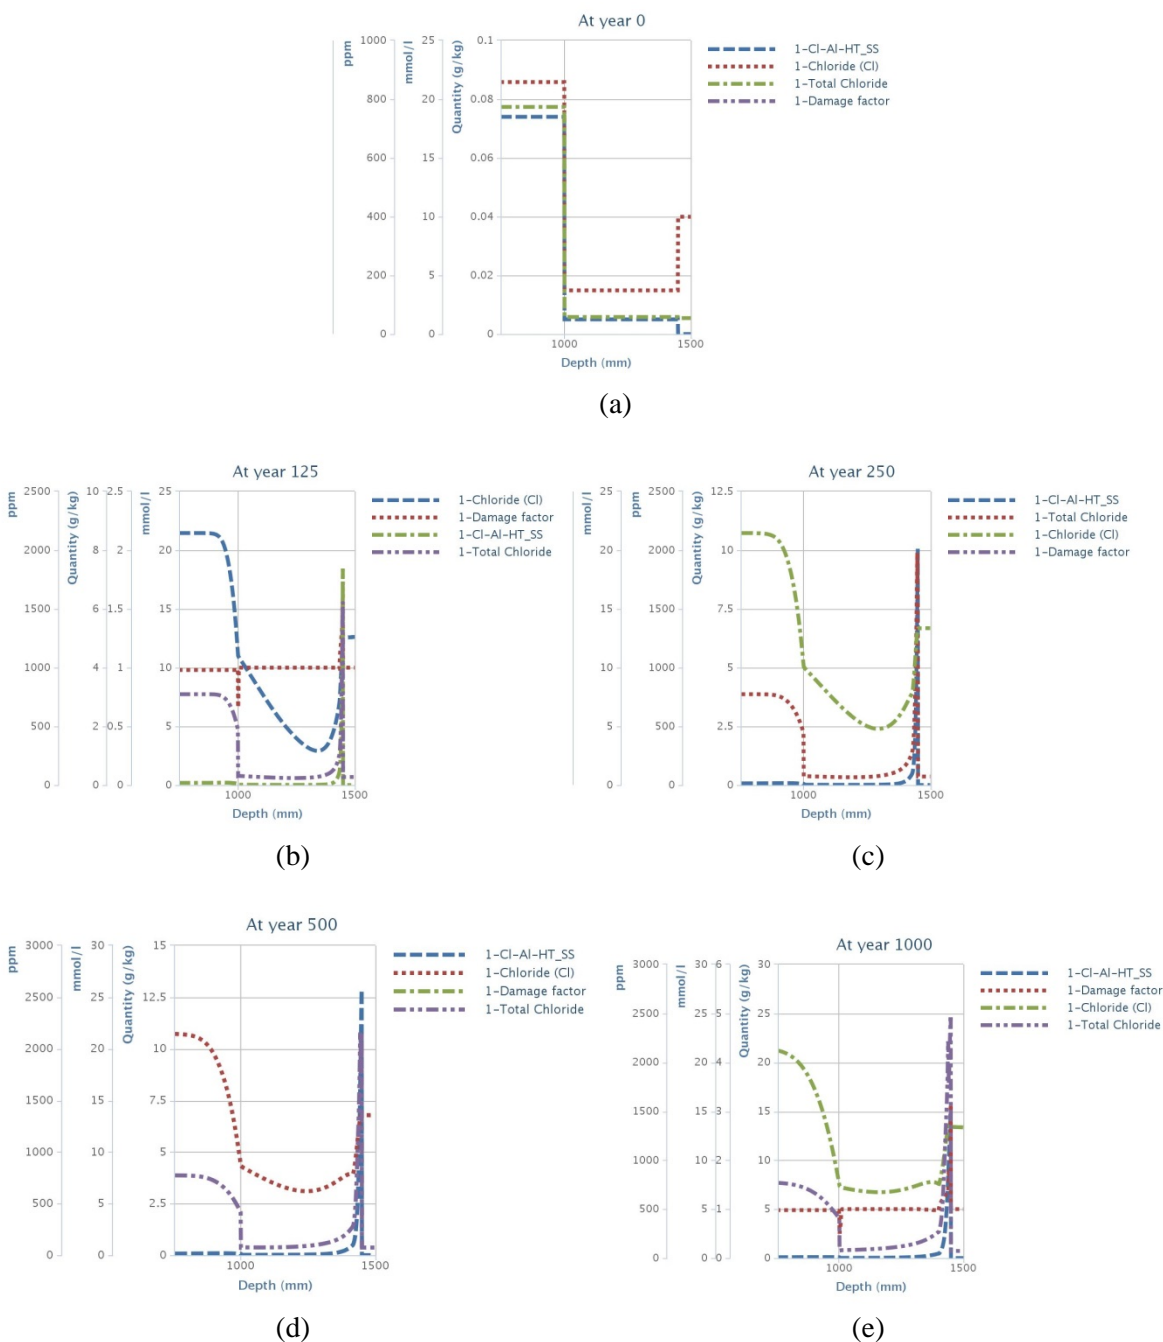 At year 0
ppm
mmol/l
Quantity (g/kg)
1000 25 0.1
800 20 0.08
600 15 0.06
400 10 0.04
200 5 0.02
0 0 0
1000 1500
Depth (mm)
1-Cl-Al-HT_SS
1-Chloride (Cl)
1-Total Chloride
1-Damage factor
(a)
At year 125
ppm
Quantity (g/kg)
mmol/l
2500 10 2.5 25
2000 8 2 20
1500 6 1.5 15
1000 4 1 10
500 2 0.5 5
0 0 0 0
1000 1500
Depth (mm)
1-Chloride (Cl)
1-Damage factor
1-Cl-Al-HT_SS
1-Total Chloride
(b)
At year 250
mmol/l
ppm
Quantity (g/kg)
25 2500 12.5
20 2000 10
15 1500 7.5
10 1000 5
5 500 2.5
0 0 0
1000 1500
Depth (mm)
1-Cl-Al-HT_SS
1-Total Chloride
1-Chloride (Cl)
1-Damage factor
(c)
At year 500
ppm
mmol/l
Quantity (g/kg)
3000 30 15
2500 25 12.5
2000 20 10
1500 15 7.5
1000 10 5
500 5 2.5
0 0 0
1000 1500
Depth (mm)
1-Cl-Al-HT_SS
1-Chloride (Cl)
1-Damage factor
1-Total Chloride
(d)
At year 1000
ppm
mmol/l
Quantity (g/kg)
3000 30 6 30
2500 25 5 25
2000 20 4 20
1500 15 3 15
1000 10 2 10
500 5 1 5
0 0 0 0
1000 1500
Depth (mm)
1-Cl-Al-HT_SS
1-Damage factor
1-Chloride (Cl)
1-Total Chloride
(e)